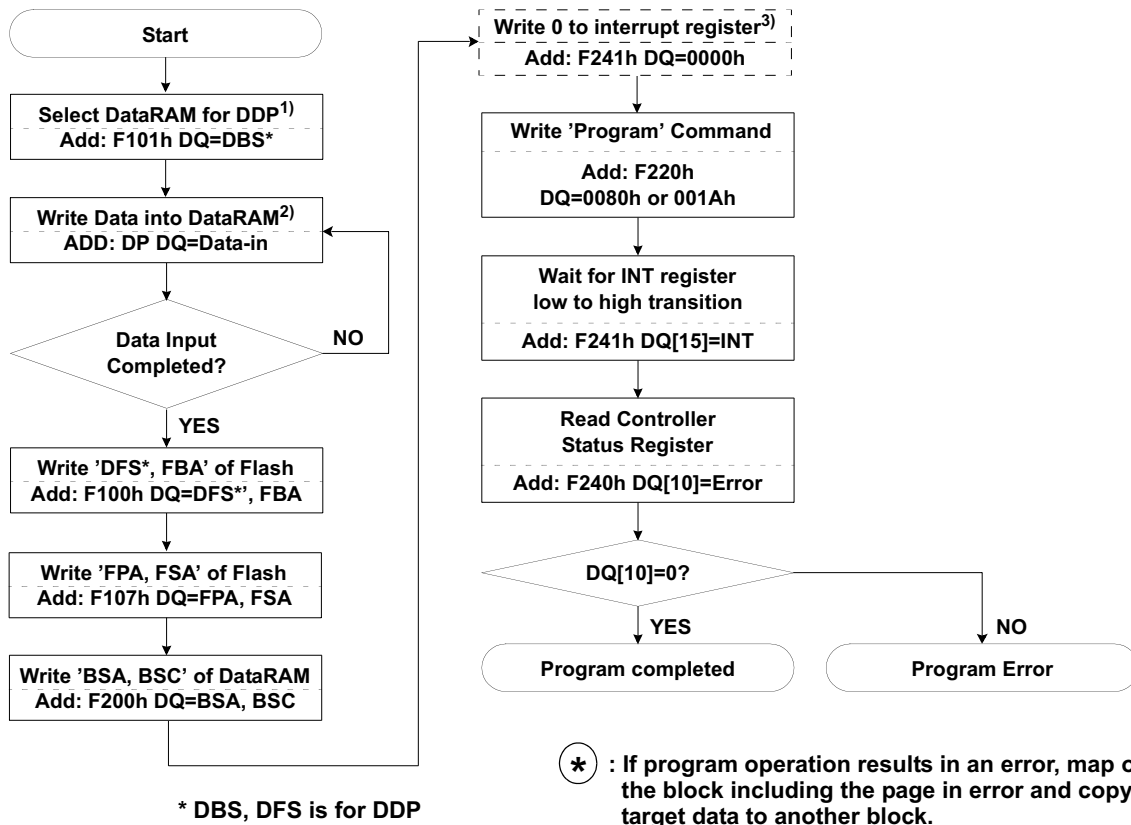 Start
Select DataRAM for DDP1)
Add: F101h DQ=DBS*
Write Data into DataRAM2)
ADD: DP DQ=Data-in
Data Input
Completed?
NO
YES
Write 'DFS*, FBA' of Flash
Add: F100h DQ=DFS*', FBA
Write 'FPA, FSA' of Flash
Add: F107h DQ=FPA, FSA
Write 'BSA, BSC' of DataRAM
Add: F200h DQ=BSA, BSC
Write 0 to interrupt register3)
Add: F241h DQ=0000h
Write 'Program' Command
Add: F220h
DQ=0080h or 001Ah
Wait for INT register
low to high transition
Add: F241h DQ[15]=INT
Read Controller
Status Register
Add: F240h DQ[10]=Error
DQ[10]=0?
YES
NO
Program completed
Program Error
* : If program operation results in an error, map o
the block including the page in error and copy
target data to another block.
* DBS, DFS is for DDP